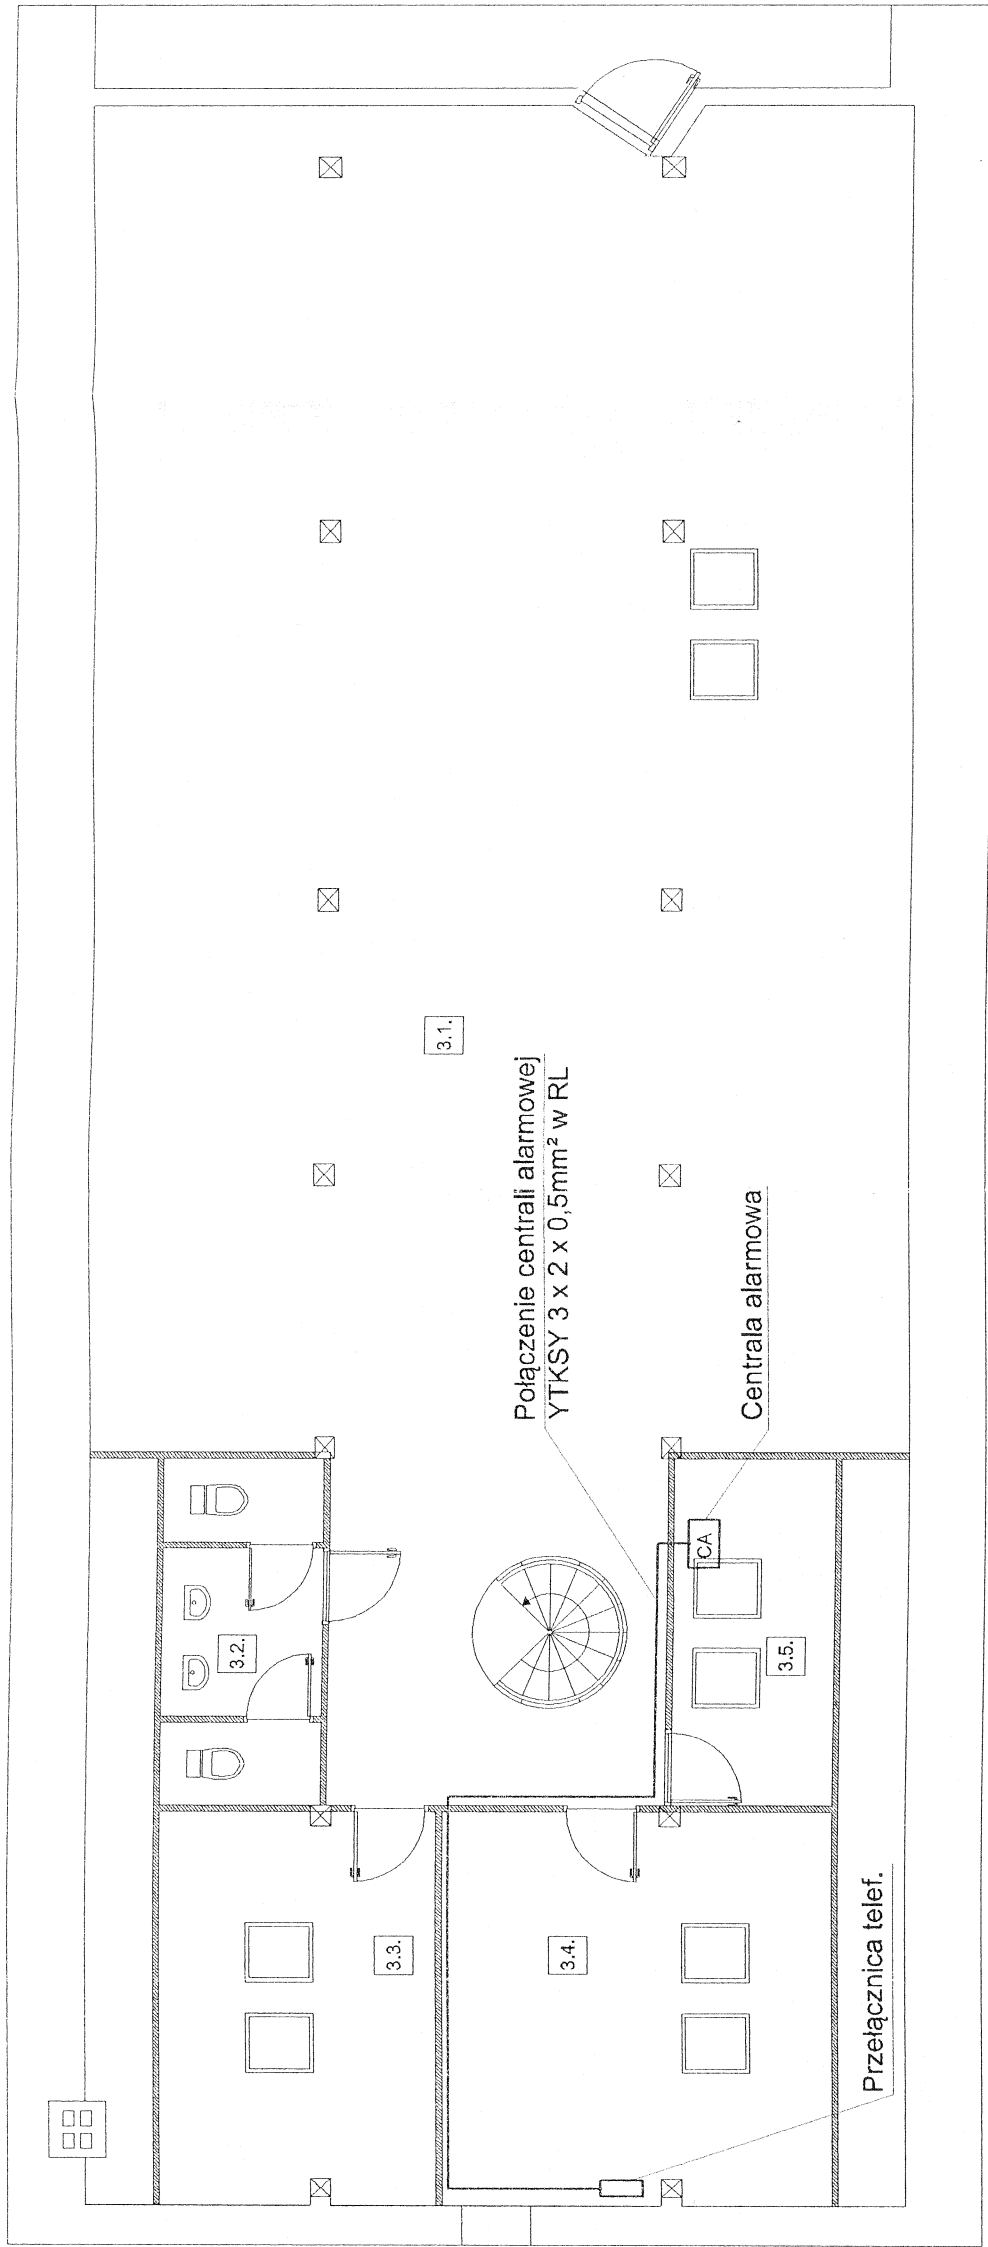 3.1.
Połączenie centrali alarmowej
YTKSY 3 x 2 x 0,5mm² w RL
Centrala alarmowa
CA
3.2.
3.5.
3.3.
3.4.
Przełącznica telef.